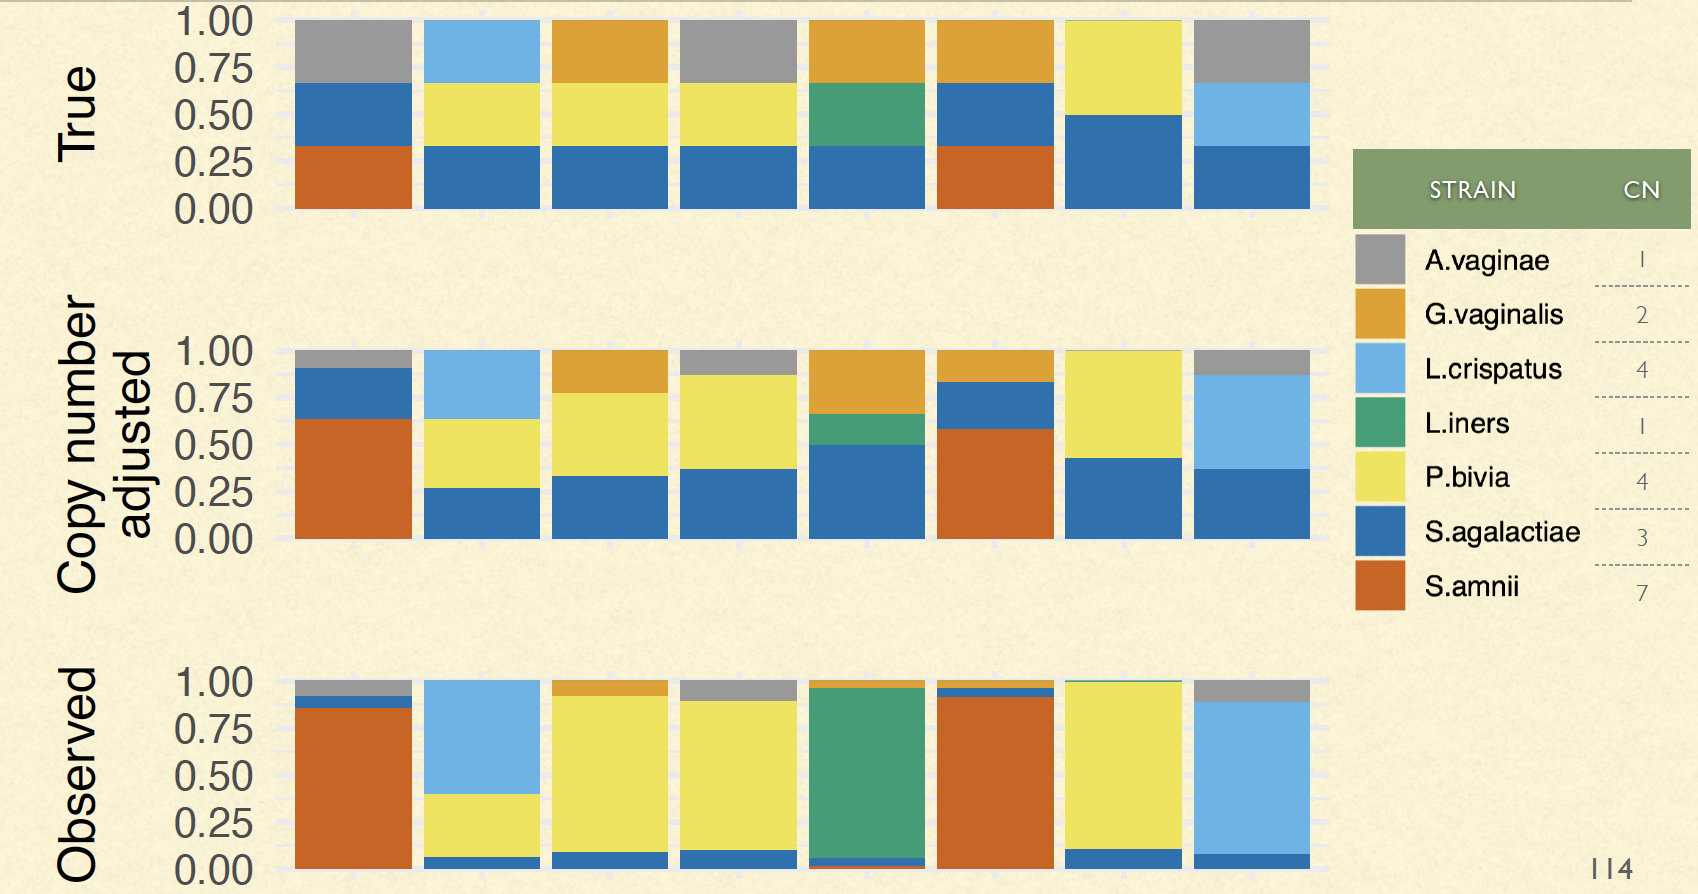 True
1.00
0.75
0.50
0.25
0.00
Copy number
adjusted
1.00
0.75
0.50
0.25
0.00
Observed
1.00
0.75
0.50
0.25
0.00
STRAIN CN
A.vaginae 1
G.vaginalis 2
L.crispatus 4
L.iners 1
P.bivia 4
S.agalactiae 3
S.amnii 7
114